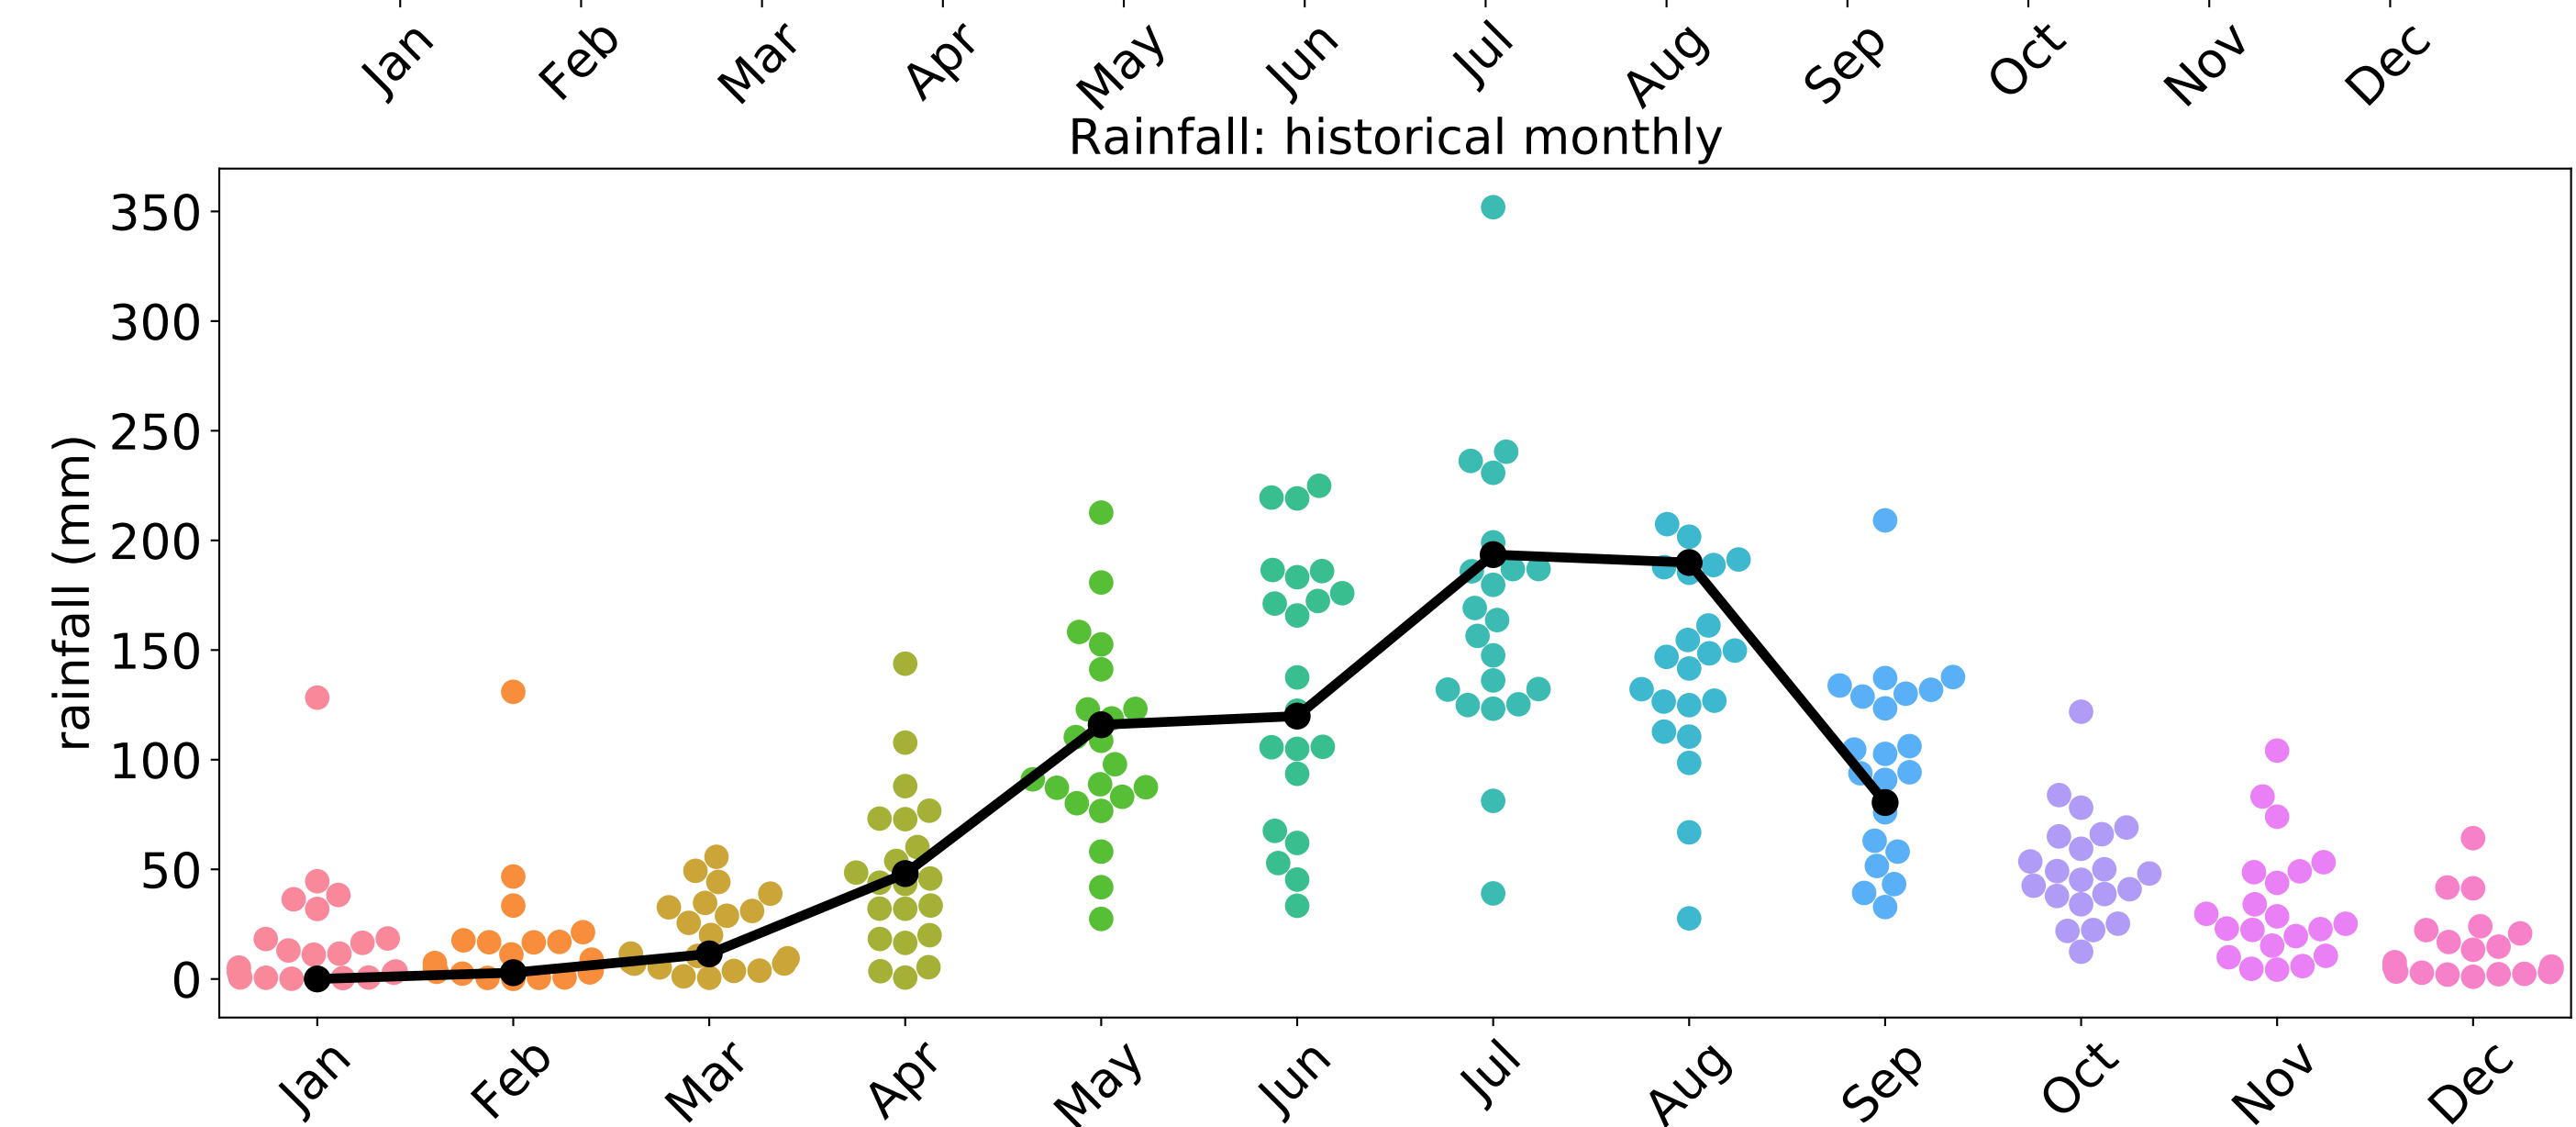 Jan Feb Mar Apr May Jun Jul Aug Sep Oct Nov Dec
Rainfall: historical monthly
350
300
250
200
150
100
50
0
rainfall (mm)
Jan Feb Mar Apr May Jun Jul Aug Sep Oct Nov Dec